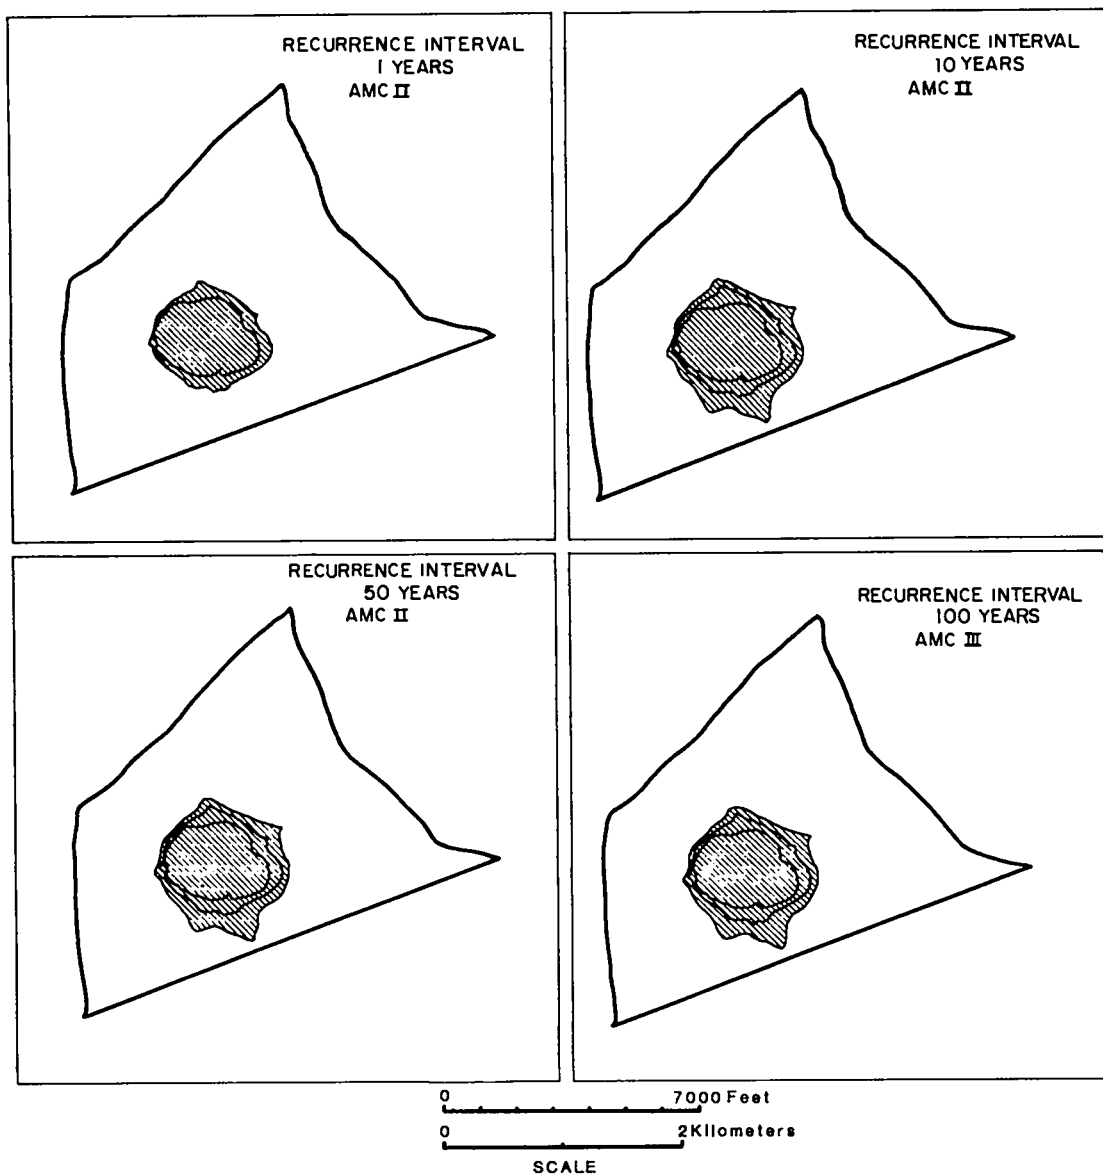 RECURRENCE INTERVAL
1 YEARS
AMC II
RECURRENCE INTERVAL
10 YEARS
AMC II
RECURRENCE INTERVAL
50 YEARS
AMC II
RECURRENCE INTERVAL
100 YEARS
AMC III
0 7000 Feet
0 2 Kilometers
SCALE